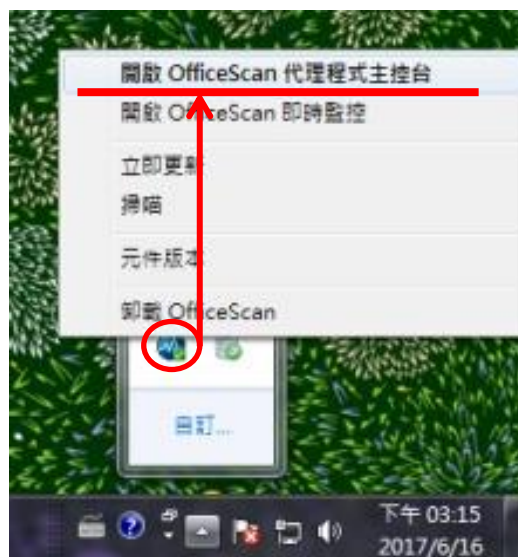 開啟 OfficeScan 代理程式主控台
開啟 OfficeScan 即時監控
立即更新
掃瞄
元件版本
卸載 OfficeScan
自訂...
下午 03:15
2017/6/16